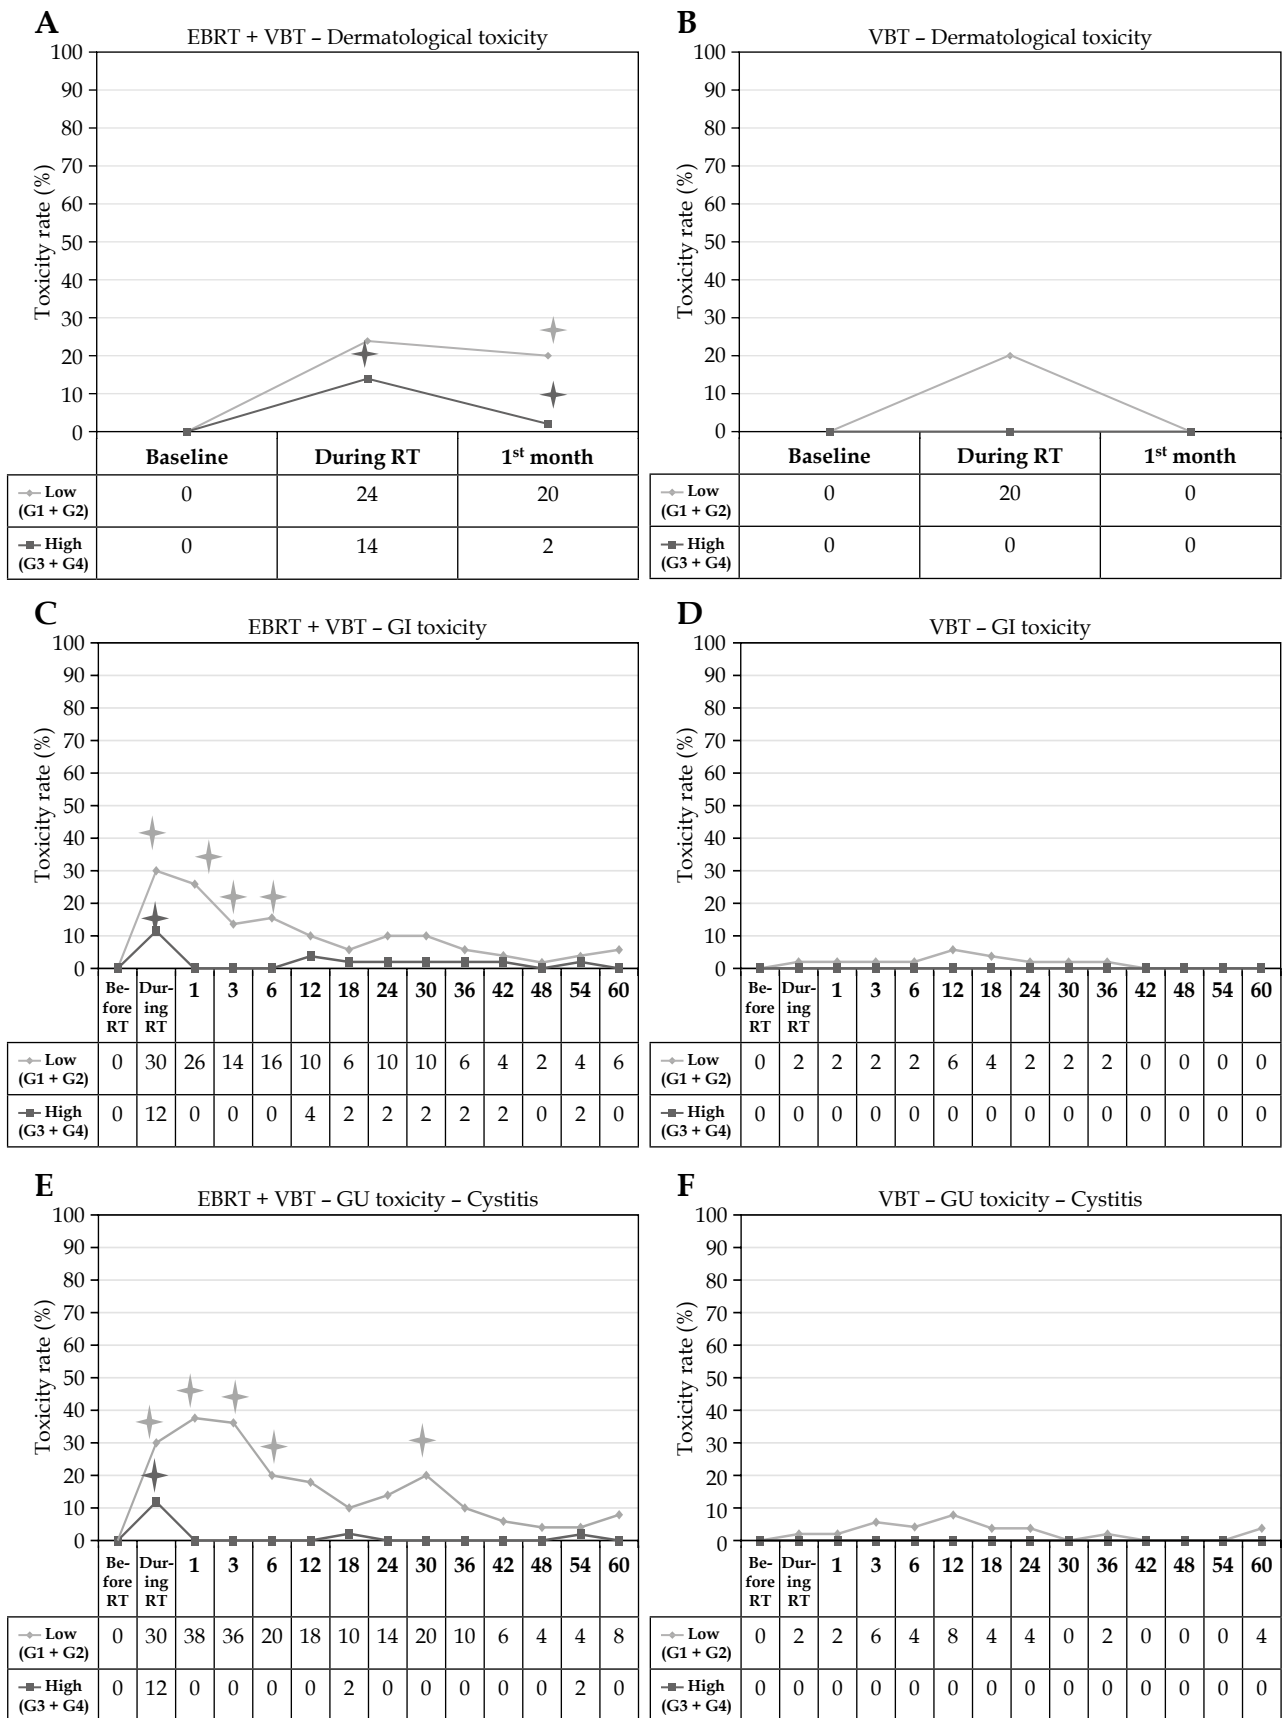 A
EBRT + VBT – Dermatological toxicity
100
90
80
70
60
50
40
30
20
10
0
Toxicity rate (%)
Baseline During RT 1st month
Low (G1 + G2) 0 24 20
High (G3 + G4) 0 14 2
B
VBT – Dermatological toxicity
100
90
80
70
60
50
40
30
20
10
0
Toxicity rate (%)
Baseline During RT 1st month
Low (G1 + G2) 0 20 0
High (G3 + G4) 0 0 0
C
EBRT + VBT – GI toxicity
100
90
80
70
60
50
40
30
20
10
0
Toxicity rate (%)
Be-fore RT Dur-ing RT 1 3 6 12 18 24 30 36 42 48 54 60
Low (G1 + G2) 0 30 26 14 16 10 6 10 10 6 4 2 4 6
High (G3 + G4) 0 12 0 0 0 4 2 2 2 2 2 0 2 0
D
VBT – GI toxicity
100
90
80
70
60
50
40
30
20
10
0
Toxicity rate (%)
Be-fore RT Dur-ing RT 1 3 6 12 18 24 30 36 42 48 54 60
Low (G1 + G2) 0 2 2 2 2 6 4 2 2 2 0 0 0 0
High (G3 + G4) 0 0 0 0 0 0 0 0 0 0 0 0 0 0
E
EBRT + VBT – GU toxicity – Cystitis
100
90
80
70
60
50
40
30
20
10
0
Toxicity rate (%)
Be-fore RT Dur-ing RT 1 3 6 12 18 24 30 36 42 48 54 60
Low (G1 + G2) 0 30 38 36 20 18 10 14 20 10 6 4 4 8
High (G3 + G4) 0 12 0 0 0 0 2 0 0 0 0 0 2 0
F
VBT – GU toxicity – Cystitis
100
90
80
70
60
50
40
30
20
10
0
Toxicity rate (%)
Be-fore RT Dur-ing RT 1 3 6 12 18 24 30 36 42 48 54 60
Low (G1 + G2) 0 2 2 6 4 8 4 4 0 2 0 0 0 4
High (G3 + G4) 0 0 0 0 0 0 0 0 0 0 0 0 0 0